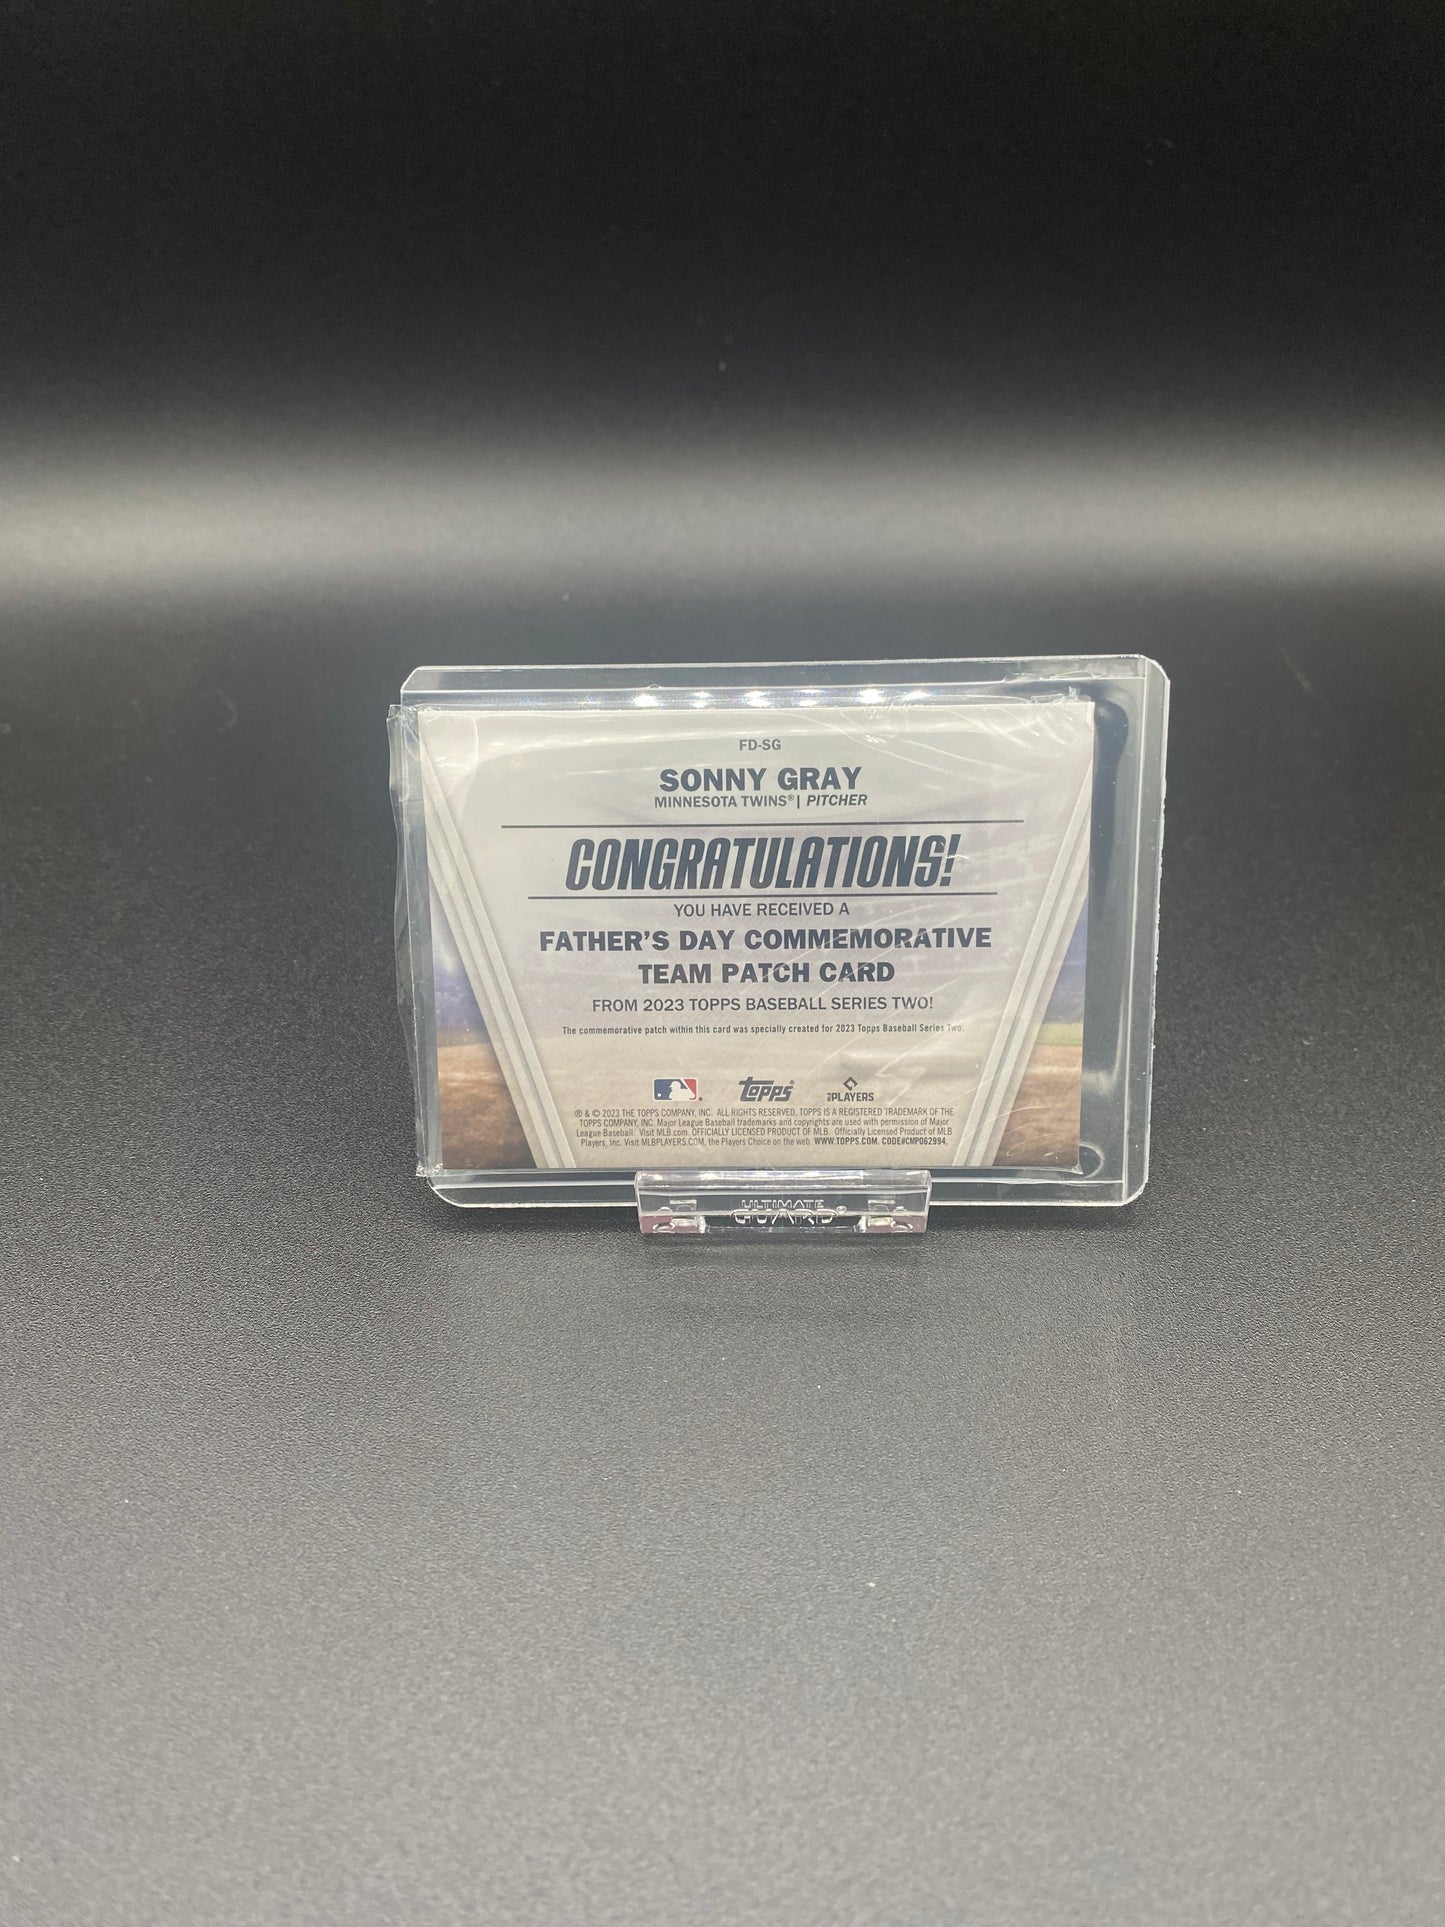 FD-SG
SONNY GRAY
MINNESOTA TWINS® | PITCHER
CONGRATULATIONS!
YOU HAVE RECEIVED A
FATHER'S DAY COMMEMORATIVE
TEAM PATCH CARD
FROM 2023 TOPPS BASEBALL SERIES TWO!
The commemorative patch within this card was specially created for 2023 Topps Baseball Series Two.
topps® PLAYERS
® & © 2023 THE TOPPS COMPANY, INC. ALL RIGHTS RESERVED. TOPPS IS A REGISTERED TRADEMARK OF THE
TOPPS COMPANY, INC. Major League Baseball trademarks and copyrights are used with permission of Major
League Baseball. Visit MLB.com. OFFICIALLY LICENSED PRODUCT OF MLB. Officially Licensed Product of MLB
Players, Inc. Visit MLBPLAYERS.COM, the Players Choice on the web. WWW.TOPPS.COM. CODE#CMP062994.
ULTIMATE
GUARD®